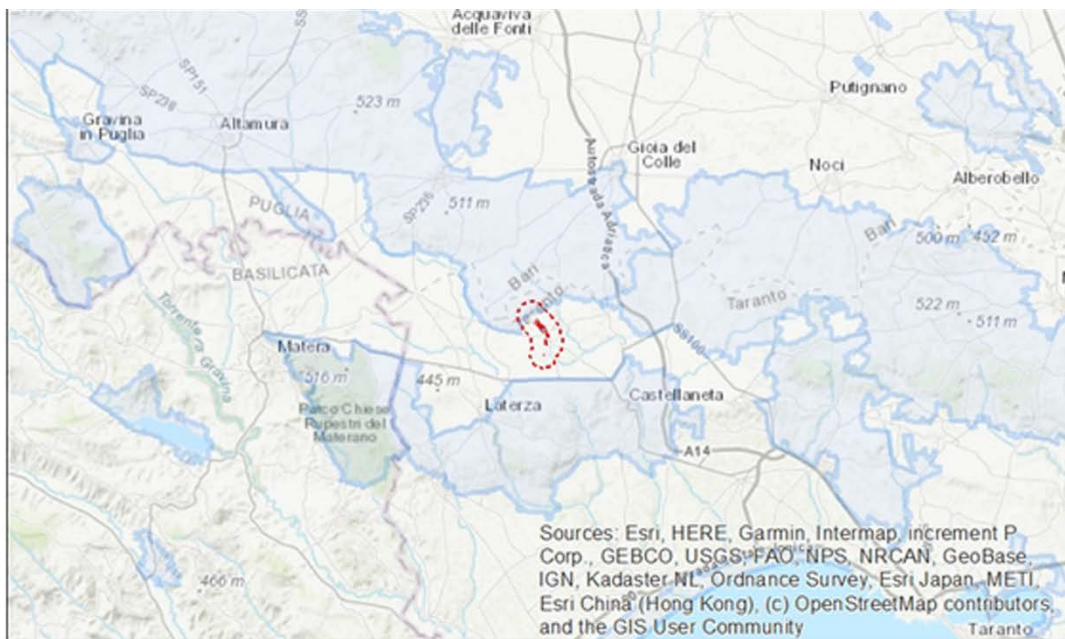 Acquaviva
delle Fonti
SS
SP151
SP238
523 m
Putignano
Gravina
in Puglia
Altamura
Gioia del
Colle
Noci
Alberobello
Autostrada Adriatica
SP236
511 m
PUGLIA
Bari
500 m
452 m
BASILICATA
Bari
Taranto
Taranto
522 m
511 m
Torrente Gravina
SS100
Matera
516 m
445 m
Laterza
Castellaneta
Parco Chiese
Rupestri del
Materano
A14
466 m
Sources: Esri, HERE, Garmin, Intermap, increment P
Corp., GEBCO, USGS, FAO, NPS, NRCAN, GeoBase,
IGN, Kadaster NL, Ordnance Survey, Esri Japan, METI,
Esri China (Hong Kong), (c) OpenStreetMap contributors,
and the GIS User Community
Taranto